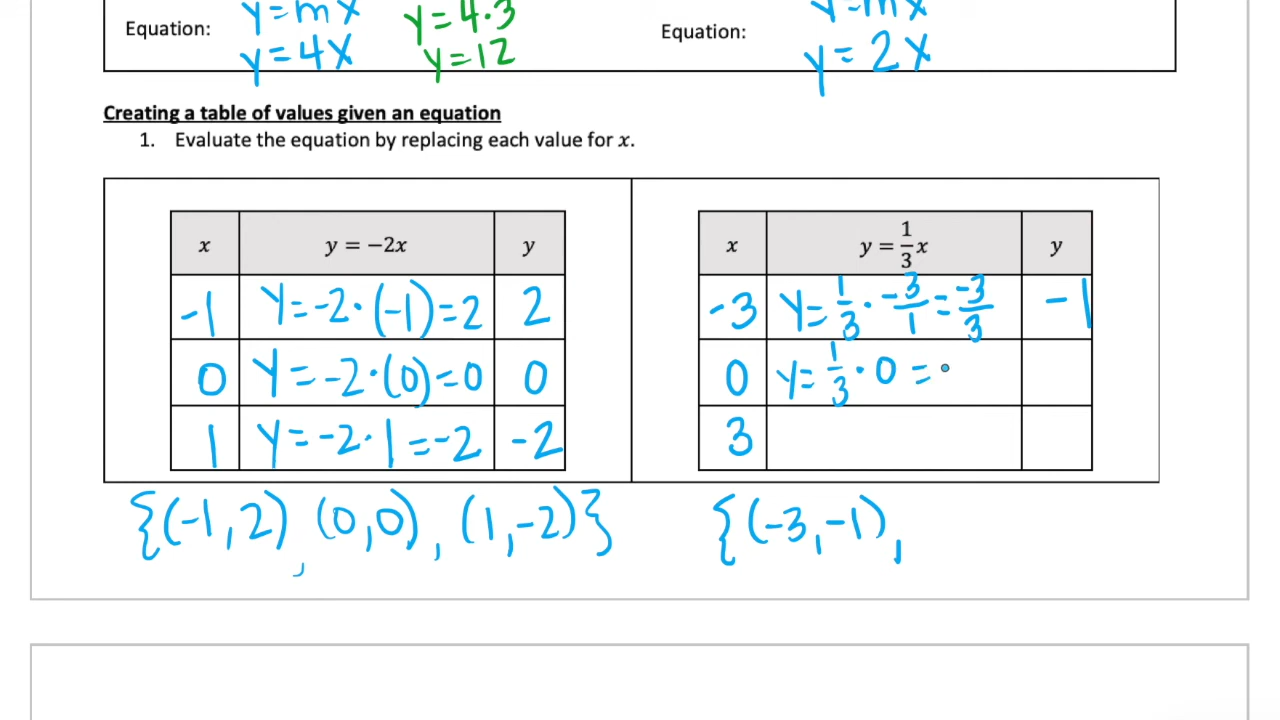 Equation: y=mx y=4·3 Equation: y=mx
y=4x y=12 y=2x
Creating a table of values given an equation
1. Evaluate the equation by replacing each value for x.
x y = −2x y x y = 1/3 x y
-1 y=-2·(-1)=2 2 -3 y=1/3·-3/1=-3/3 -1
0 y=-2·(0)=0 0 0 y=1/3·0=
1 y=-2·1=-2 -2 3
{(-1,2), (0,0), (1,-2)} {(-3,-1),